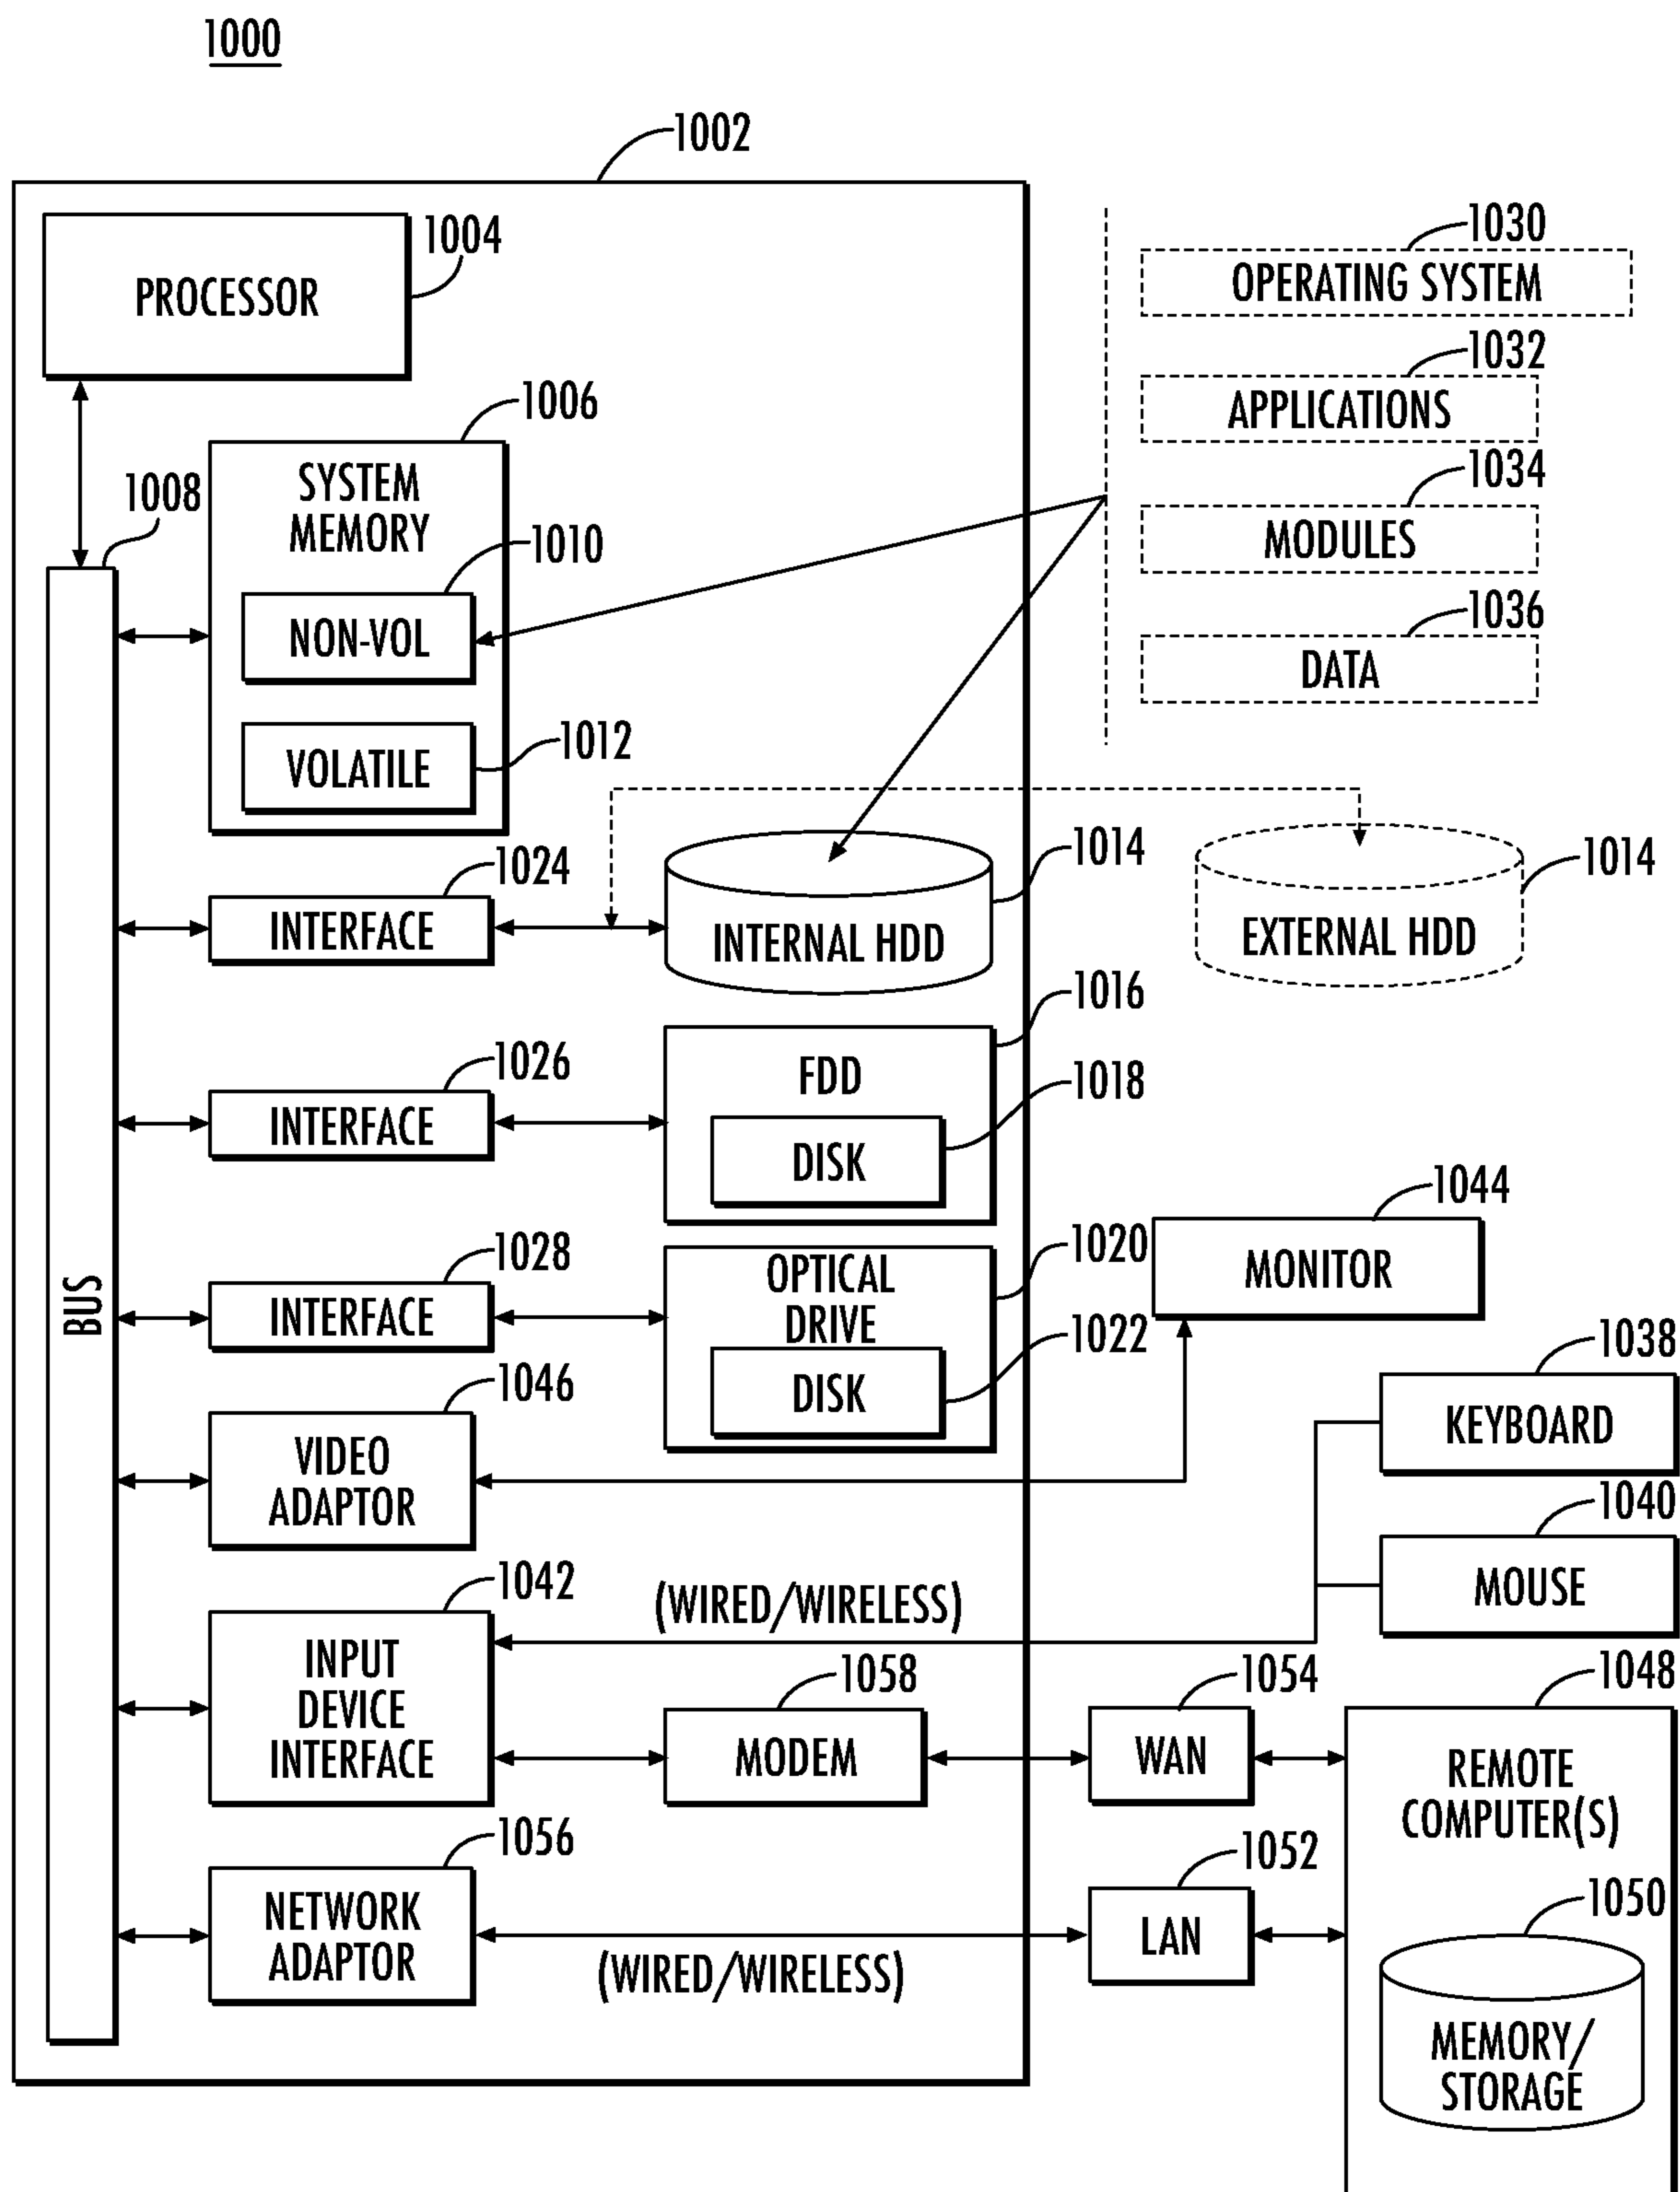 1000
1002
PROCESSOR
1004
1030
OPERATING SYSTEM
1032
APPLICATIONS
1034
MODULES
1036
DATA
1006
SYSTEM
MEMORY
1008
1010
NON-VOL
1012
VOLATILE
BUS
1024
INTERFACE
1014
INTERNAL HDD
1014
EXTERNAL HDD
1016
FDD
1018
DISK
1026
INTERFACE
1028
INTERFACE
1020
OPTICAL
DRIVE
1022
DISK
1044
MONITOR
1046
VIDEO
ADAPTOR
1038
KEYBOARD
1040
MOUSE
1042
INPUT
DEVICE
INTERFACE
(WIRED/WIRELESS)
1058
MODEM
1054
WAN
1048
REMOTE
COMPUTER(S)
1056
NETWORK
ADAPTOR
(WIRED/WIRELESS)
1052
LAN
1050
MEMORY/
STORAGE